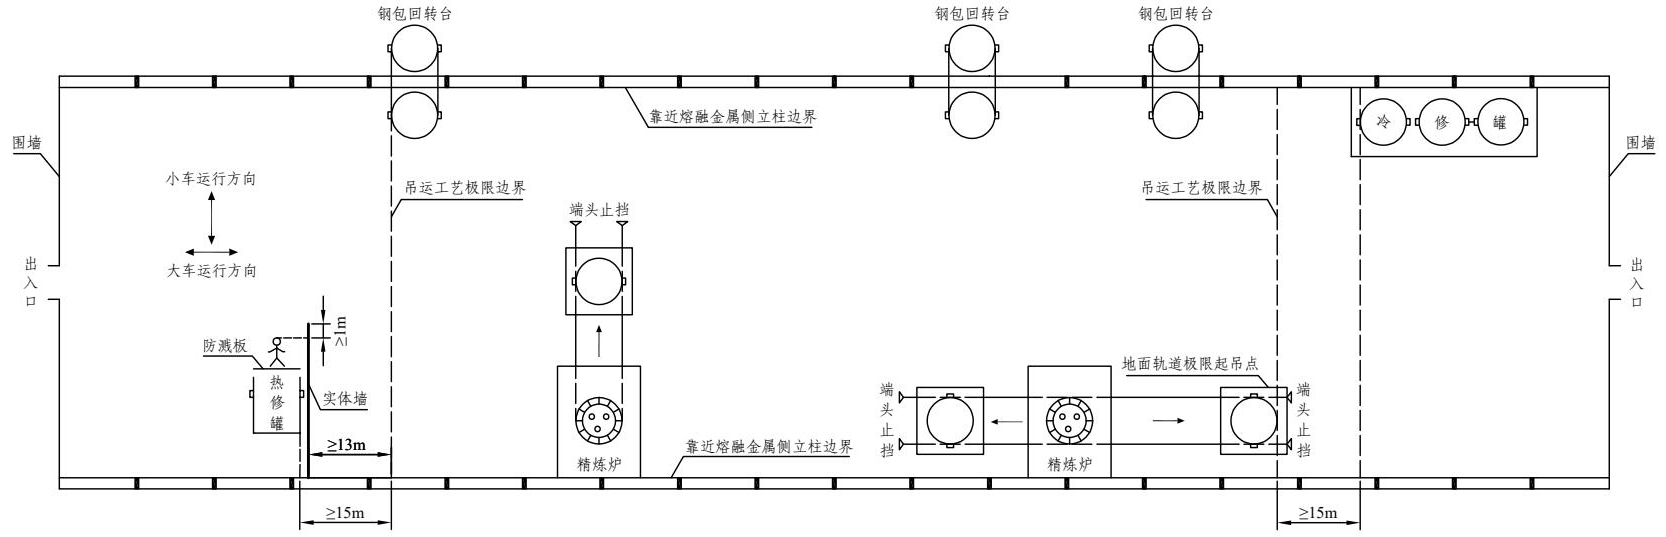 钢包回转台
钢包回转台
钢包回转台
靠近熔融金属侧立柱边界
冷 修 罐
围墙
围墙
小车运行方向
大车运行方向
吊运工艺极限边界
吊运工艺极限边界
端头止挡
出入口
出入口
≥1m
防溅板
热修罐
实体墙
≥13m
地面轨道极限起吊点
端头止挡
端头止挡
靠近熔融金属侧立柱边界
精炼炉
精炼炉
≥15m
≥15m